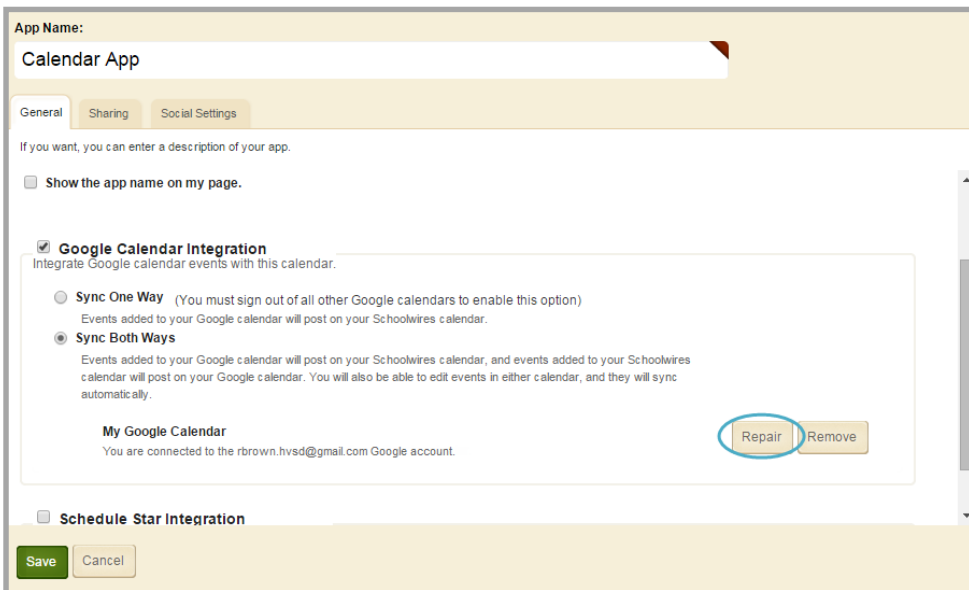 App Name:
Calendar App
General Sharing Social Settings
If you want, you can enter a description of your app.
Show the app name on my page.
Google Calendar Integration
Integrate Google calendar events with this calendar.
Sync One Way (You must sign out of all other Google calendars to enable this option)
Events added to your Google calendar will post on your Schoolwires calendar.
Sync Both Ways
Events added to your Google calendar will post on your Schoolwires calendar, and events added to your Schoolwires
calendar will post on your Google calendar. You will also be able to edit events in either calendar, and they will sync
automatically.
My Google Calendar
You are connected to the rbrown.hvsd@gmail.com Google account.
Repair Remove
Schedule Star Integration
Save Cancel